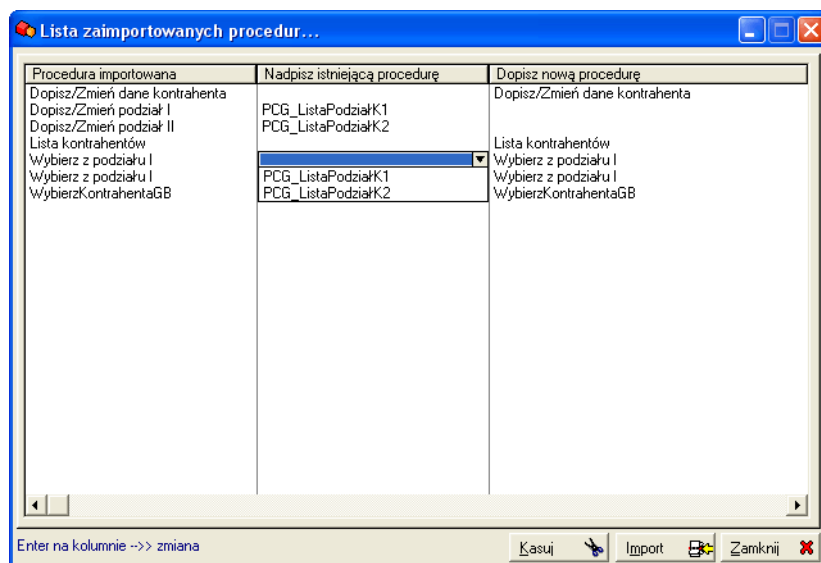 Lista zaimportowanych procedur...
Procedura importowana Nadpisz istniejącą procedurę Dopisz nową procedurę
Dopisz/Zmień dane kontrahenta Dopisz/Zmień dane kontrahenta
Dopisz/Zmień podział I PCG_ListaPodziałK1
Dopisz/Zmień podział II PCG_ListaPodziałK2
Lista kontrahentów Lista kontrahentów
Wybierz z podziału I Wybierz z podziału I
Wybierz z podziału I PCG_ListaPodziałK1 Wybierz z podziału I
WybierzKontrahentaGB PCG_ListaPodziałK2 WybierzKontrahentaGB
Enter na kolumnie -->> zmiana Kasuj Import Zamknij